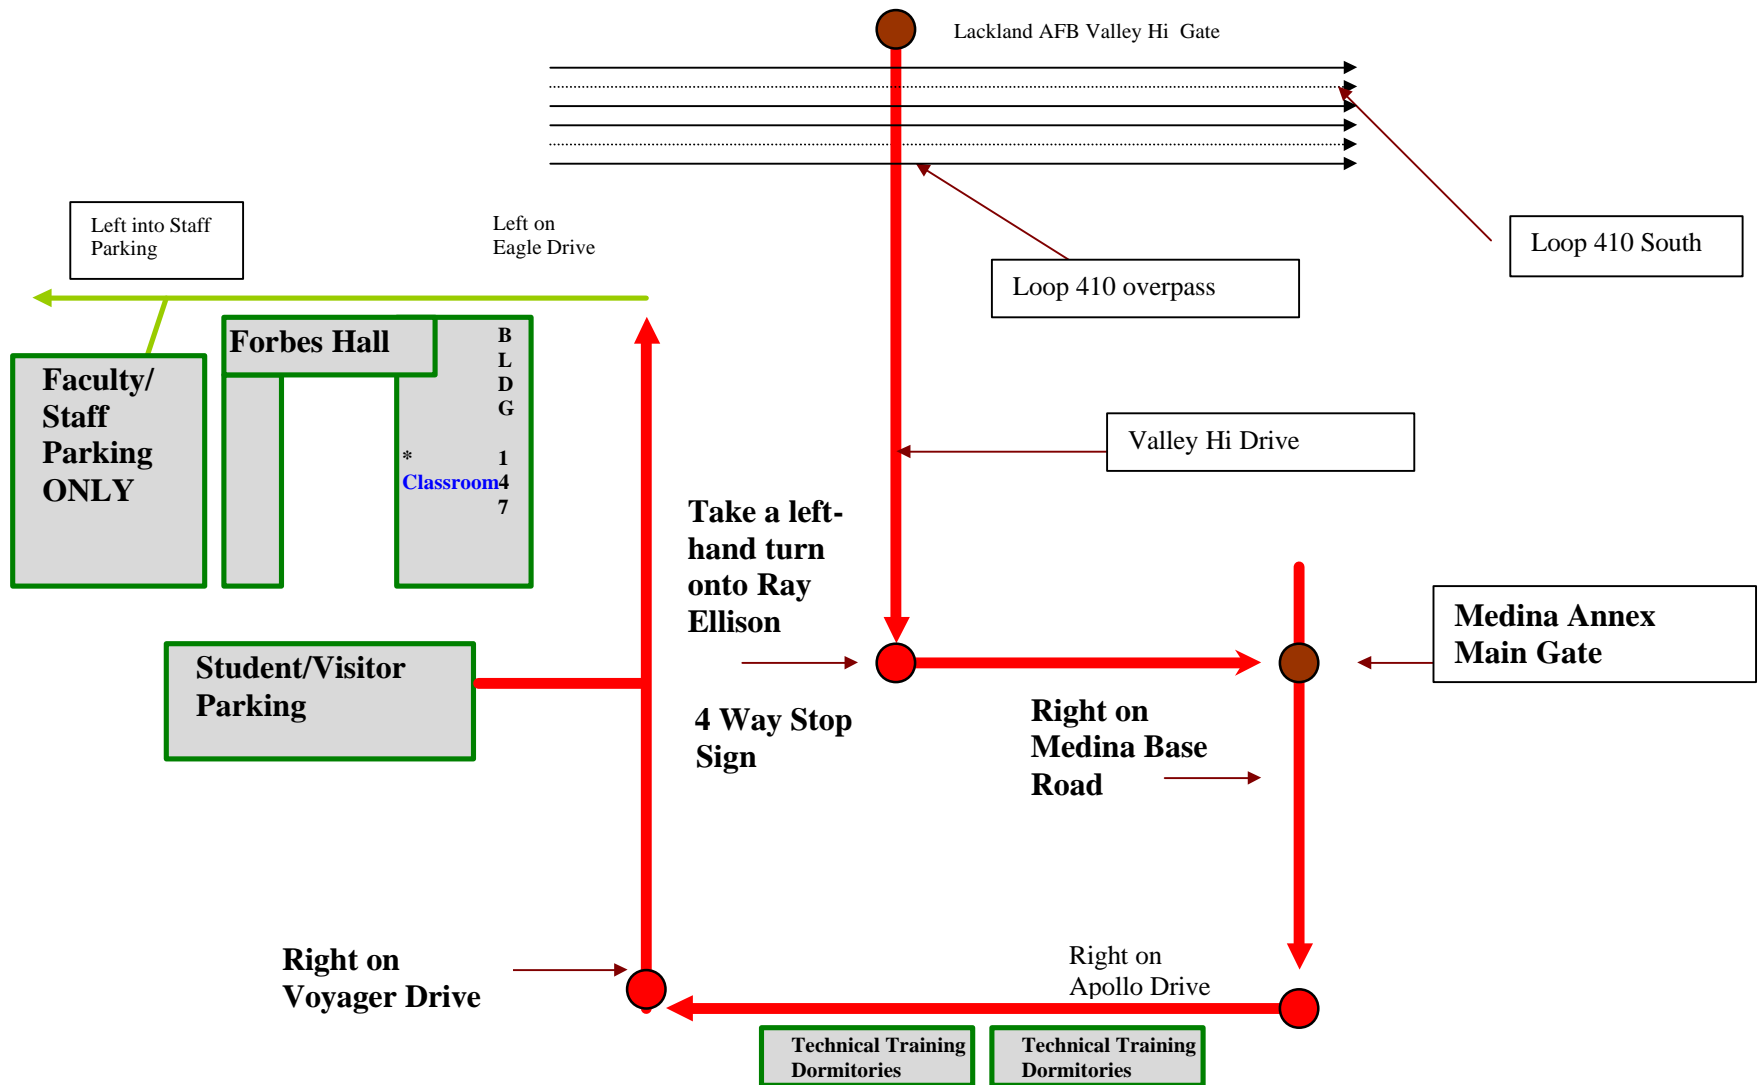 Lackland AFB Valley Hi  Gate
Left into Staff
Parking
Left on
Eagle Drive
Loop 410 South
Loop 410 overpass
Forbes Hall
B
L
D
G
1
4
7
Faculty/
Staff
Parking
ONLY
*
Classroom
Valley Hi Drive
Take a left-
hand turn
onto Ray
Ellison
Medina Annex
Main Gate
Student/Visitor
Parking
4 Way Stop
Sign
Right on
Medina Base
Road
Right on
Voyager Drive
Right on
Apollo Drive
Technical Training
Dormitories
Technical Training
Dormitories